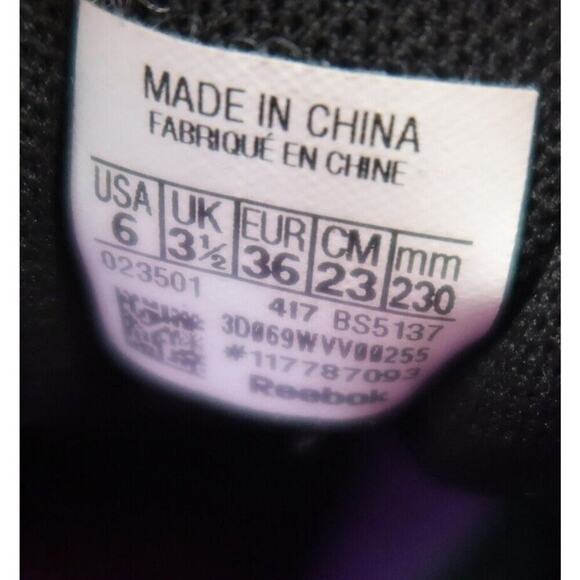 MADE IN CHINA
FABRIQUÉ EN CHINE
USA UK EUR CM mm
6 3½ 36 23 230
023501 417 BS5137
3D069WVV00255
#117787093
Reebok